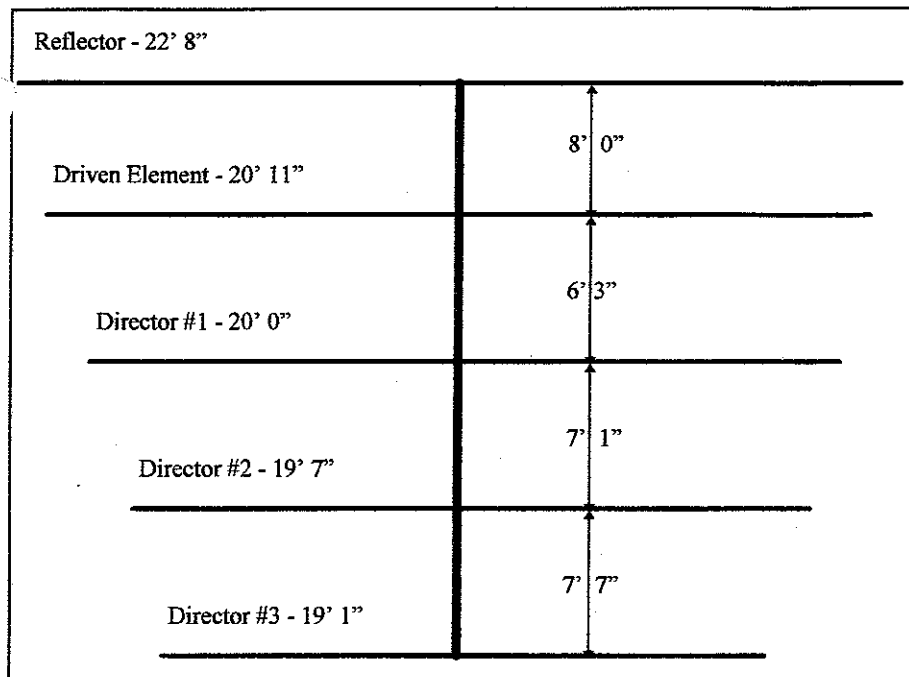 Reflector - 22’ 8”
8’ 0”
Driven Element - 20’ 11”
6’ 3”
Director #1 - 20’ 0”
7’ 1”
Director #2 - 19’ 7”
7’ 7”
Director #3 - 19’ 1”